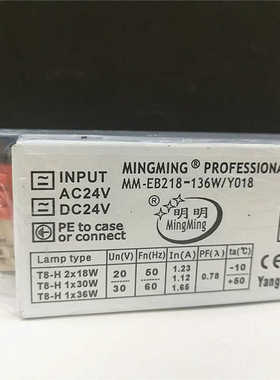 INPUT
AC24V
DC24V
PE to case
or connect
MINGMING ® PROFESSIONA
MM-EB218-136W/Y018
明明
MingMing
®
Lamp type Un(V) Fn(Hz) In(A) PF(λ) ta(℃)
T8-H 2x18W 20 50 1.23 0.78 -10
T8-H 1x30W 1.12
T8-H 1x36W 30 60 1.65 +50
Yang